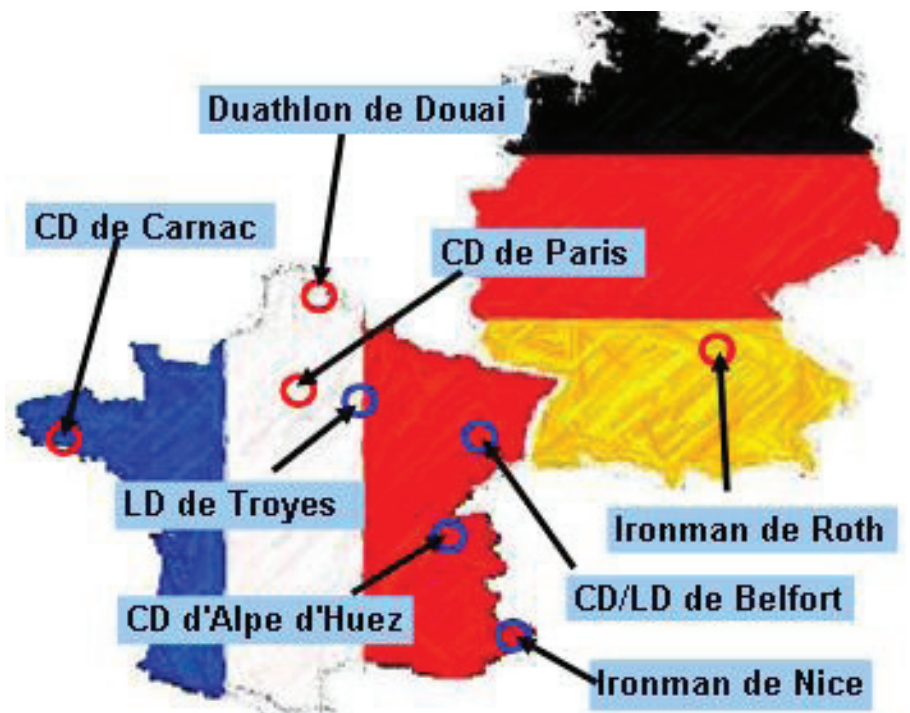 Duathlon de Douai
CD de Carnac
CD de Paris
LD de Troyes
Ironman de Roth
CD/LD de Belfort
CD d'Alpe d'Huez
Ironman de Nice